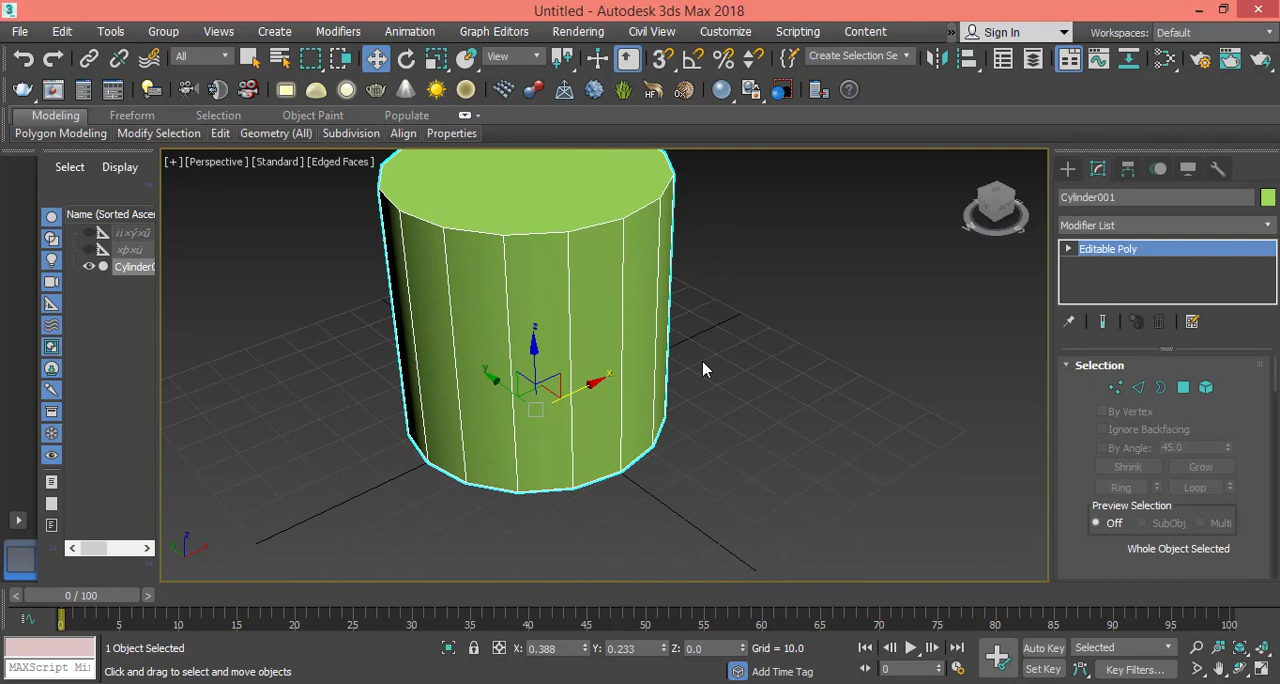 Untitled - Autodesk 3ds Max 2018
File Edit Tools Group Views Create Modifiers Animation Graph Editors Rendering Civil View Customize Scripting Content » Sign In Workspaces: Default
All View Create Selection Se
Modeling Freeform Selection Object Paint Populate
Polygon Modeling Modify Selection Edit Geometry (All) Subdivision Align Properties
Select Display
[+] [Perspective] [Standard] [Edged Faces]
Name (Sorted Ascen
Cylinder0
Cylinder001
Modifier List
Editable Poly
Selection
By Vertex
Ignore Backfacing
By Angle: 45.0
Shrink Grow
Ring Loop
Preview Selection
Off SubObj Multi
Whole Object Selected
z
y x
z
< 0 / 100 >
0 5 10 15 20 25 30 35 40 45 50 55 60 65 70 75 80 85 90 95 100
1 Object Selected X: 0.388 Y: 0.233 Z: 0.0 Grid = 10.0 Auto Key Selected
MAXScript Mi Click and drag to select and move objects Add Time Tag 0 Set Key Key Filters...